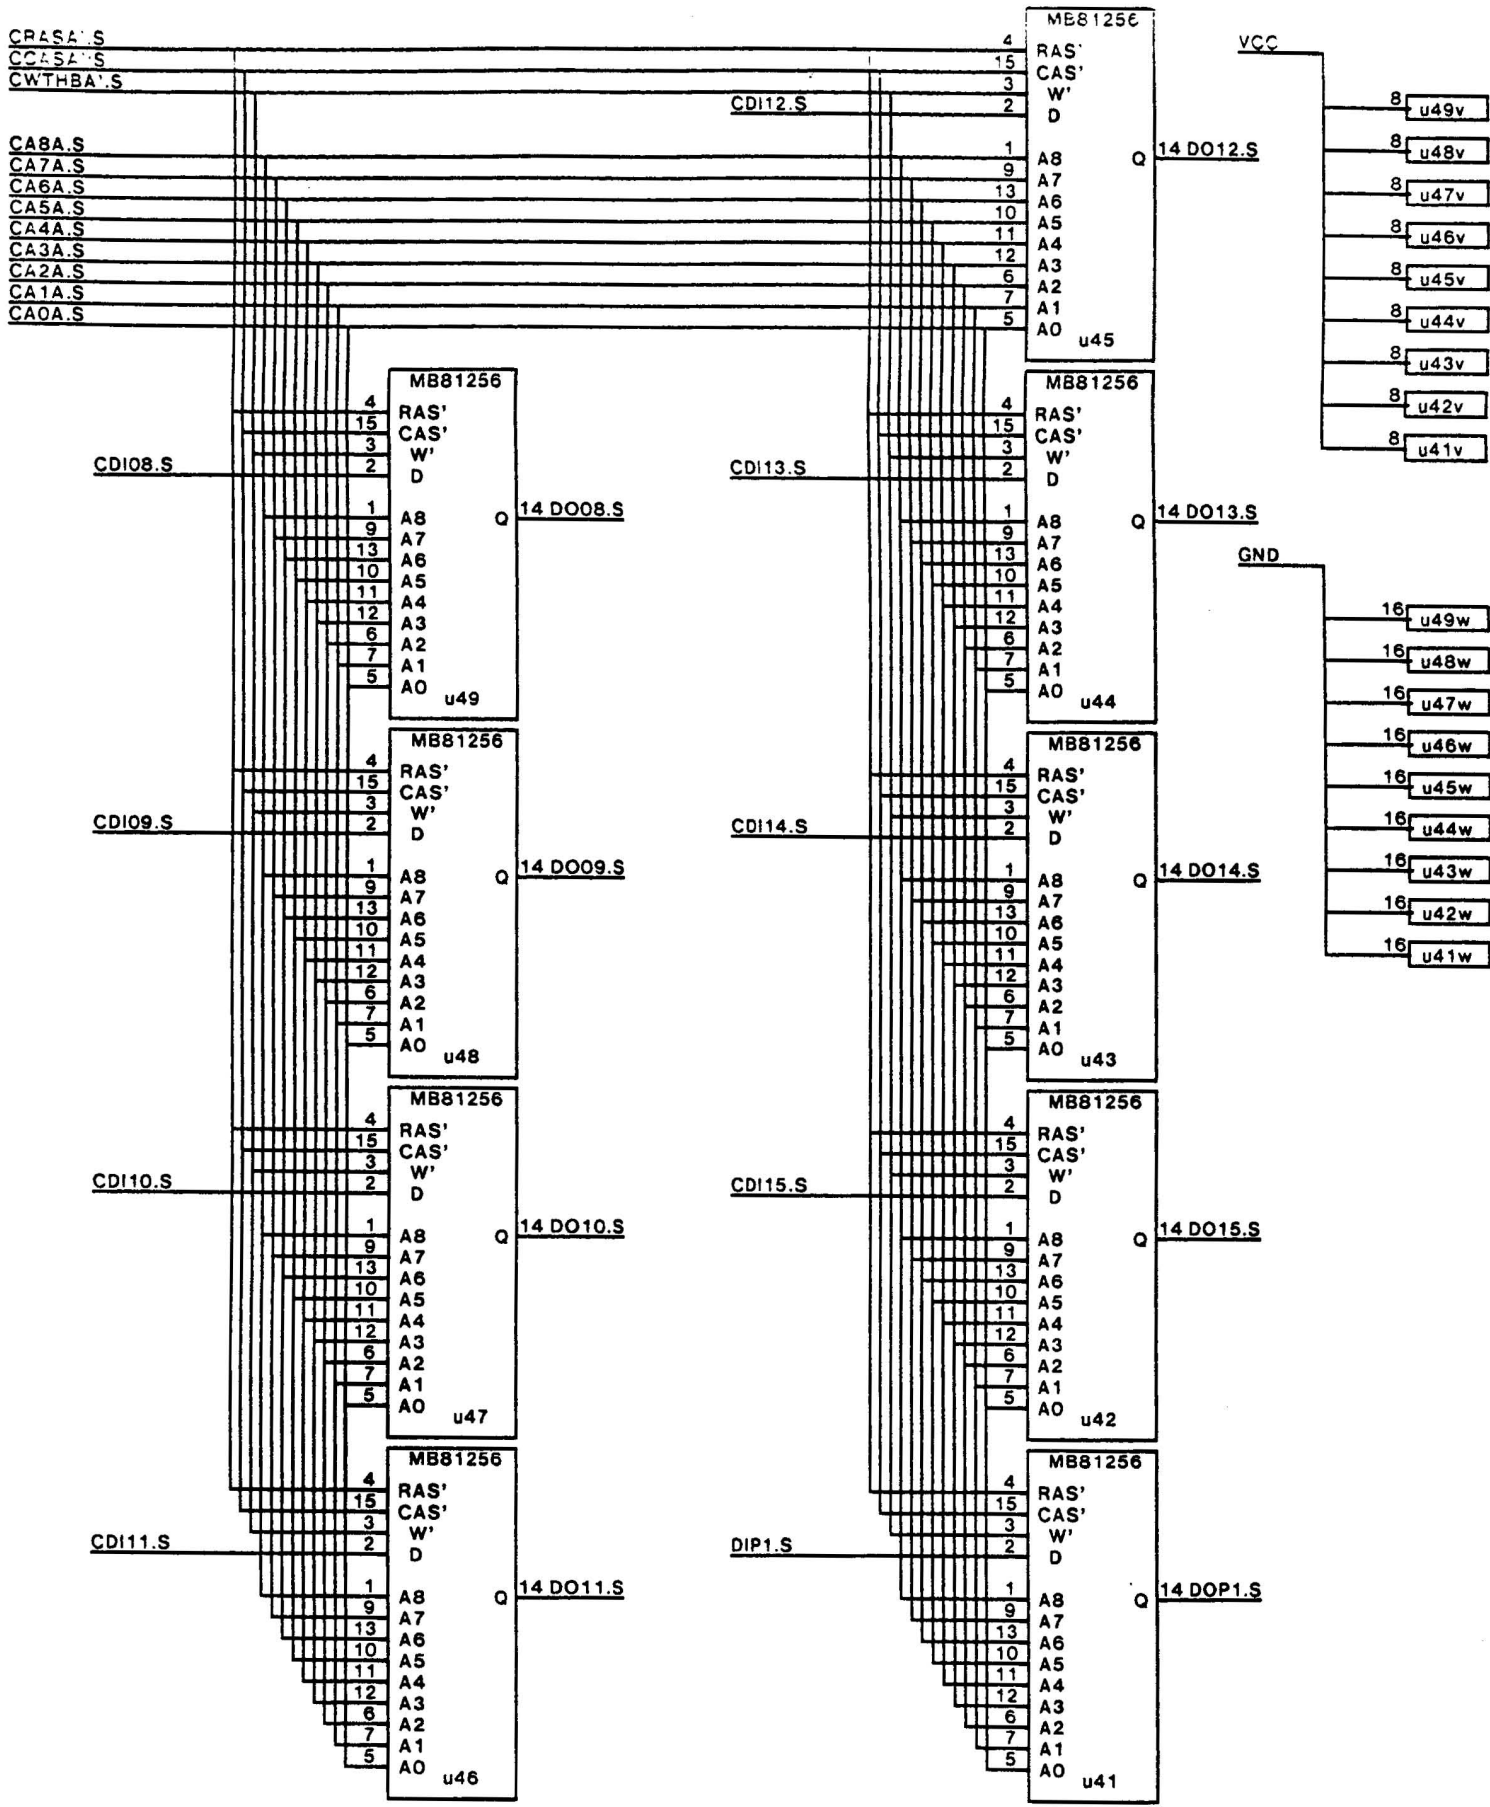 CRASA'.S
CCASA'.S
CWTHBA'.S
CA8A.S
CA7A.S
CA6A.S
CA5A.S
CA4A.S
CA3A.S
CA2A.S
CA1A.S
CA0A.S
MB81256
4 RAS'
15 CAS'
3 W'
CDI12.S 2 D
1 A8 Q 14 DO12.S
9 A7
13 A6
10 A5
11 A4
12 A3
6 A2
7 A1
5 A0
u45
MB81256
4 RAS'
15 CAS'
3 W'
CDI08.S 2 D
1 A8 Q 14 DO08.S
9 A7
13 A6
10 A5
11 A4
12 A3
6 A2
7 A1
5 A0
u49
MB81256
4 RAS'
15 CAS'
3 W'
CDI13.S 2 D
1 A8 Q 14 DO13.S
9 A7
13 A6
10 A5
11 A4
12 A3
6 A2
7 A1
5 A0
u44
MB81256
4 RAS'
15 CAS'
3 W'
CDI09.S 2 D
1 A8 Q 14 DO09.S
9 A7
13 A6
10 A5
11 A4
12 A3
6 A2
7 A1
5 A0
u48
MB81256
4 RAS'
15 CAS'
3 W'
CDI14.S 2 D
1 A8 Q 14 DO14.S
9 A7
13 A6
10 A5
11 A4
12 A3
6 A2
7 A1
5 A0
u43
MB81256
4 RAS'
15 CAS'
3 W'
CDI10.S 2 D
1 A8 Q 14 DO10.S
9 A7
13 A6
10 A5
11 A4
12 A3
6 A2
7 A1
5 A0
u47
MB81256
4 RAS'
15 CAS'
3 W'
CDI15.S 2 D
1 A8 Q 14 DO15.S
9 A7
13 A6
10 A5
11 A4
12 A3
6 A2
7 A1
5 A0
u42
MB81256
4 RAS'
15 CAS'
3 W'
CDI11.S 2 D
1 A8 Q 14 DO11.S
9 A7
13 A6
10 A5
11 A4
12 A3
6 A2
7 A1
5 A0
u46
MB81256
4 RAS'
15 CAS'
3 W'
DIP1.S 2 D
1 A8 Q 14 DOP1.S
9 A7
13 A6
10 A5
11 A4
12 A3
6 A2
7 A1
5 A0
u41
VCC
8 u49v
8 u48v
8 u47v
8 u46v
8 u45v
8 u44v
8 u43v
8 u42v
8 u41v
GND
16 u49w
16 u48w
16 u47w
16 u46w
16 u45w
16 u44w
16 u43w
16 u42w
16 u41w